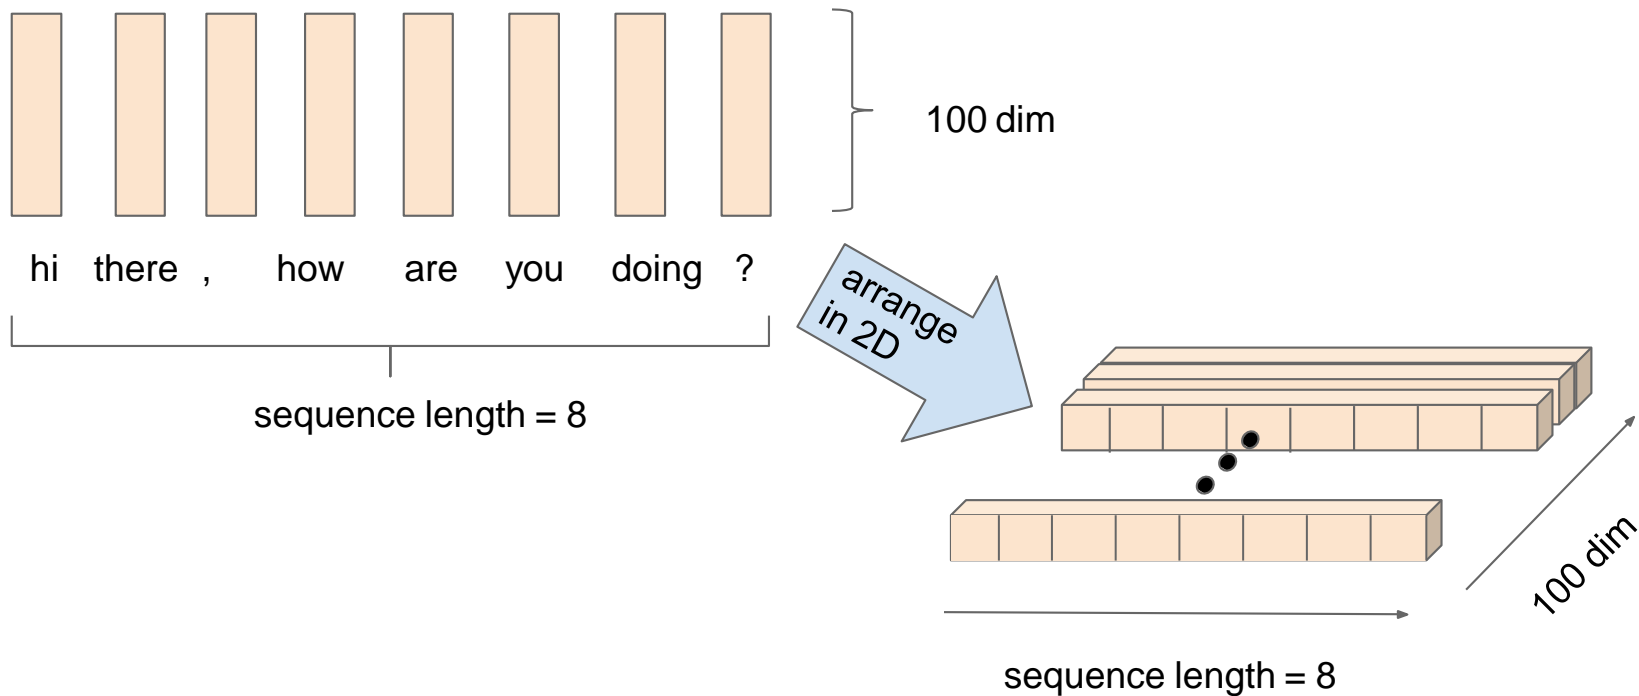 100 dim
hi there , how are you doing ?
sequence length = 8
arrange
in 2D
100 dim
sequence length = 8